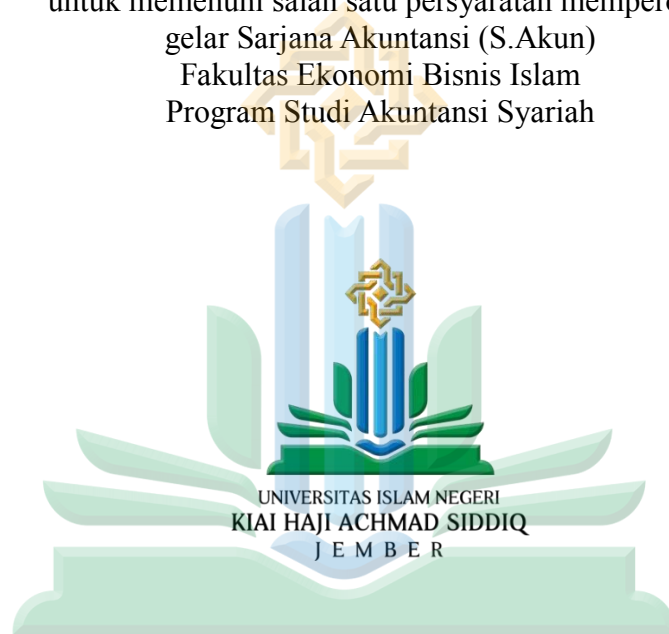 untuk memenuhi salah satu persyaratan
gelar Sarjana Akuntansi (S.Akun)
Fakultas Ekonomi Bisnis Islam
Program Studi Akuntansi Syariah
UNIVERSITAS ISLAM NEGERI
KIAI HAJI ACHMAD SIDDIQ
JEMBER